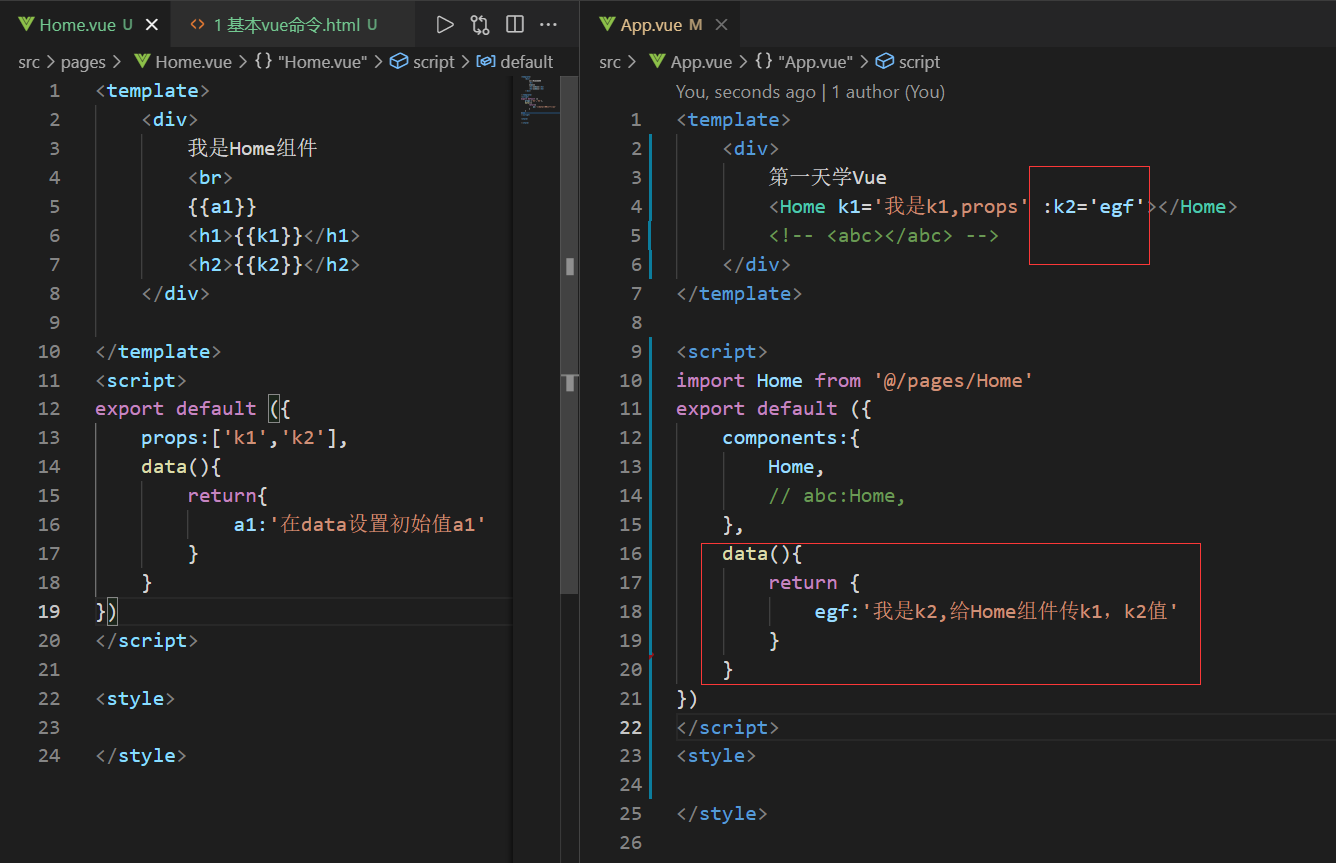 Home.vue U
1 基本vue命令.html U
src > pages > Home.vue > {} "Home.vue" > script > default
1 <template>
2 <div>
3 我是Home组件
4 <br>
5 {{a1}}
6 <h1>{{k1}}</h1>
7 <h2>{{k2}}</h2>
8 </div>
9
10 </template>
11 <script>
12 export default ({
13 props:['k1','k2'],
14 data(){
15 return{
16 a1:'在data设置初始值a1'
17 }
18 }
19 })
20 </script>
21
22 <style>
23
24 </style>
App.vue M
src > App.vue > {} "App.vue" > script
You, seconds ago | 1 author (You)
1 <template>
2 <div>
3 第一天学Vue
4 <Home k1='我是k1,props' :k2='egf'></Home>
5 <!-- <abc></abc> -->
6 </div>
7 </template>
8
9 <script>
10 import Home from '@/pages/Home'
11 export default ({
12 components:{
13 Home,
14 // abc:Home,
15 },
16 data(){
17 return {
18 egf:'我是k2,给Home组件传k1，k2值'
19 }
20 }
21 })
22 </script>
23 <style>
24
25 </style>
26